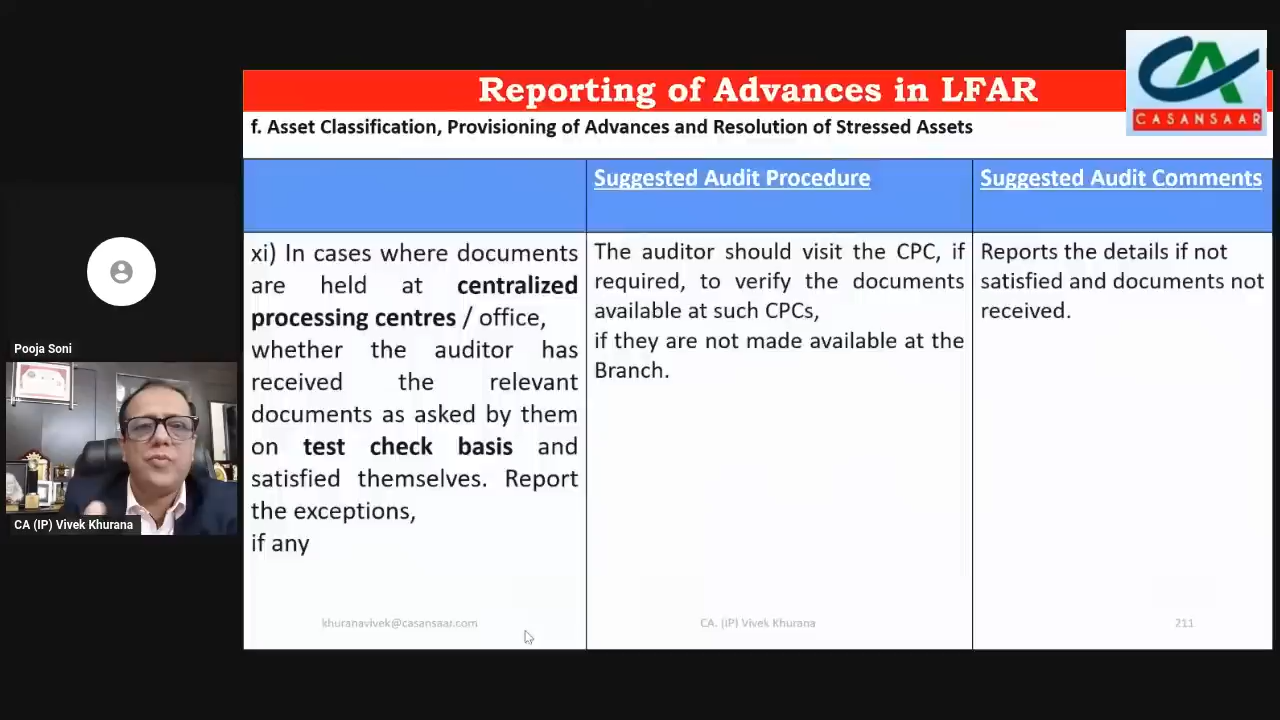 Reporting of Advances in LFAR
CA
CASANSAAR
f. Asset Classification, Provisioning of Advances and Resolution of Stressed Assets
Suggested Audit Procedure
Suggested Audit Comments
xi) In cases where documents
are held at centralized
processing centres / office,
whether the auditor has
received the relevant
documents as asked by them
on test check basis and
satisfied themselves. Report
the exceptions,
if any
The auditor should visit the CPC, if
required, to verify the documents
available at such CPCs,
if they are not made available at the
Branch.
Reports the details if not
satisfied and documents not
received.
Pooja Soni
CA (IP) Vivek Khurana
khuranavivek@casansaar.com
CA. (IP) Vivek Khurana
211